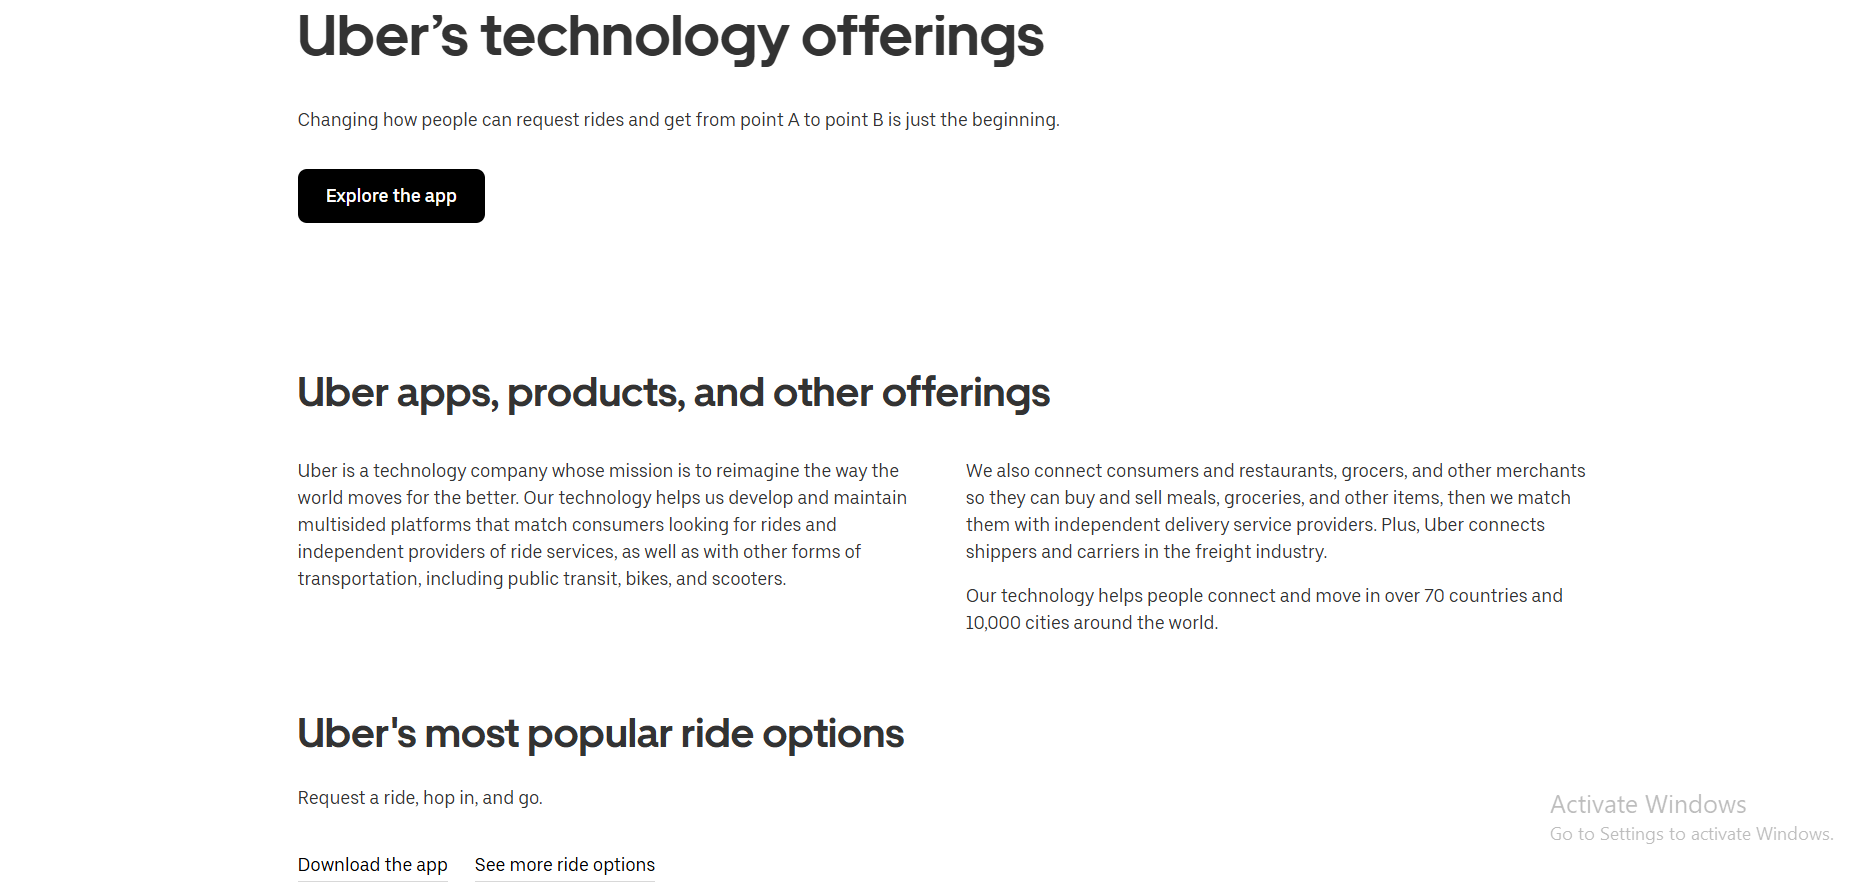 Uber’s technology offerings
Changing how people can request rides and get from point A to point B is just the beginning.
Explore the app
Uber apps, products, and other offerings
Uber is a technology company whose mission is to reimagine the way the
world moves for the better. Our technology helps us develop and maintain
multisided platforms that match consumers looking for rides and
independent providers of ride services, as well as with other forms of
transportation, including public transit, bikes, and scooters.
We also connect consumers and restaurants, grocers, and other merchants
so they can buy and sell meals, groceries, and other items, then we match
them with independent delivery service providers. Plus, Uber connects
shippers and carriers in the freight industry.
Our technology helps people connect and move in over 70 countries and
10,000 cities around the world.
Uber's most popular ride options
Request a ride, hop in, and go.
Download the app See more ride options
Activate Windows
Go to Settings to activate Windows.